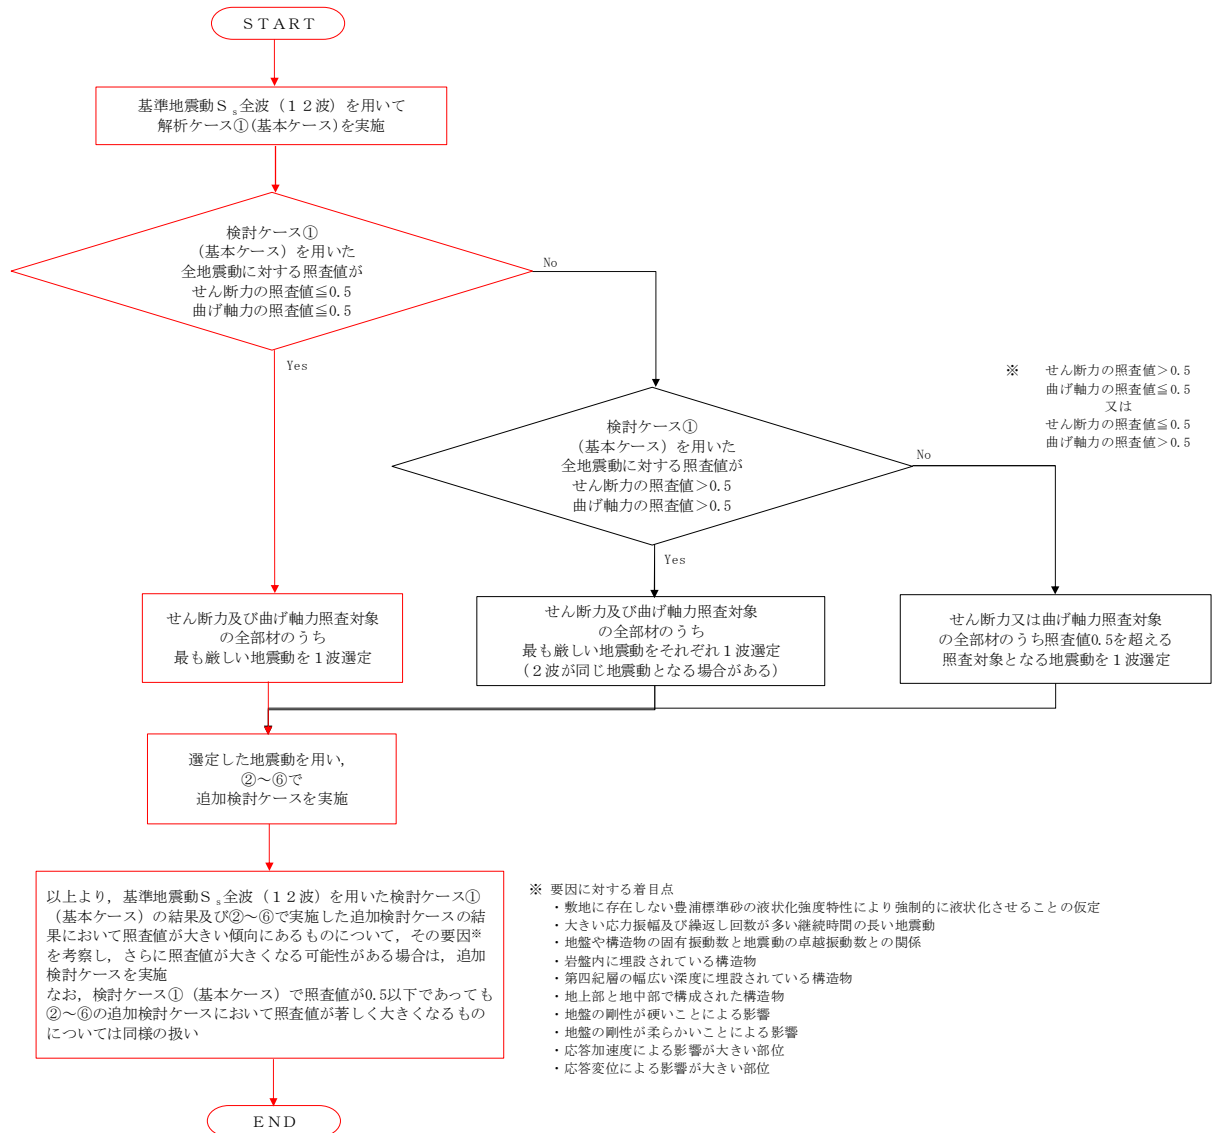 ＳＴＡＲＴ
基準地震動Ｓs全波（１２波）を用いて
解析ケース①(基本ケース)を実施
検討ケース①
（基本ケース）を用いた
全地震動に対する照査値が
せん断力の照査値≦0.5
曲げ軸力の照査値≦0.5
No
Yes
※　せん断力の照査値＞0.5
曲げ軸力の照査値≦0.5
又は
せん断力の照査値≦0.5
曲げ軸力の照査値＞0.5
検討ケース①
（基本ケース）を用いた
全地震動に対する照査値が
せん断力の照査値＞0.5
曲げ軸力の照査値＞0.5
No
Yes
せん断力及び曲げ軸力照査対象
の全部材のうち
最も厳しい地震動を１波選定
せん断力及び曲げ軸力照査対象
の全部材のうち
最も厳しい地震動をそれぞれ１波選定
（２波が同じ地震動となる場合がある）
せん断力又は曲げ軸力照査対象
の全部材のうち照査値0.5を超える
照査対象となる地震動を１波選定
選定した地震動を用い，
②～⑥で
追加検討ケースを実施
以上より，基準地震動Ｓs全波（１２波）を用いた検討ケース①
（基本ケース）の結果及び②～⑥で実施した追加検討ケースの結
果において照査値が大きい傾向にあるものについて，その要因※
を考察し，さらに照査値が大きくなる可能性がある場合は，追加
検討ケースを実施
なお，検討ケース①（基本ケース）で照査値が0.5以下であっても
②～⑥の追加検討ケースにおいて照査値が著しく大きくなるもの
については同様の扱い
※ 要因に対する着目点
・敷地に存在しない豊浦標準砂の液状化強度特性により強制的に液状化させることの仮定
・大きい応力振幅及び繰返し回数が多い継続時間の長い地震動
・地盤や構造物の固有振動数と地震動の卓越振動数との関係
・岩盤内に埋設されている構造物
・第四紀層の幅広い深度に埋設されている構造物
・地上部と地中部で構成された構造物
・地盤の剛性が硬いことによる影響
・地盤の剛性が柔らかいことによる影響
・応答加速度による影響が大きい部位
・応答変位による影響が大きい部位
ＥＮＤ